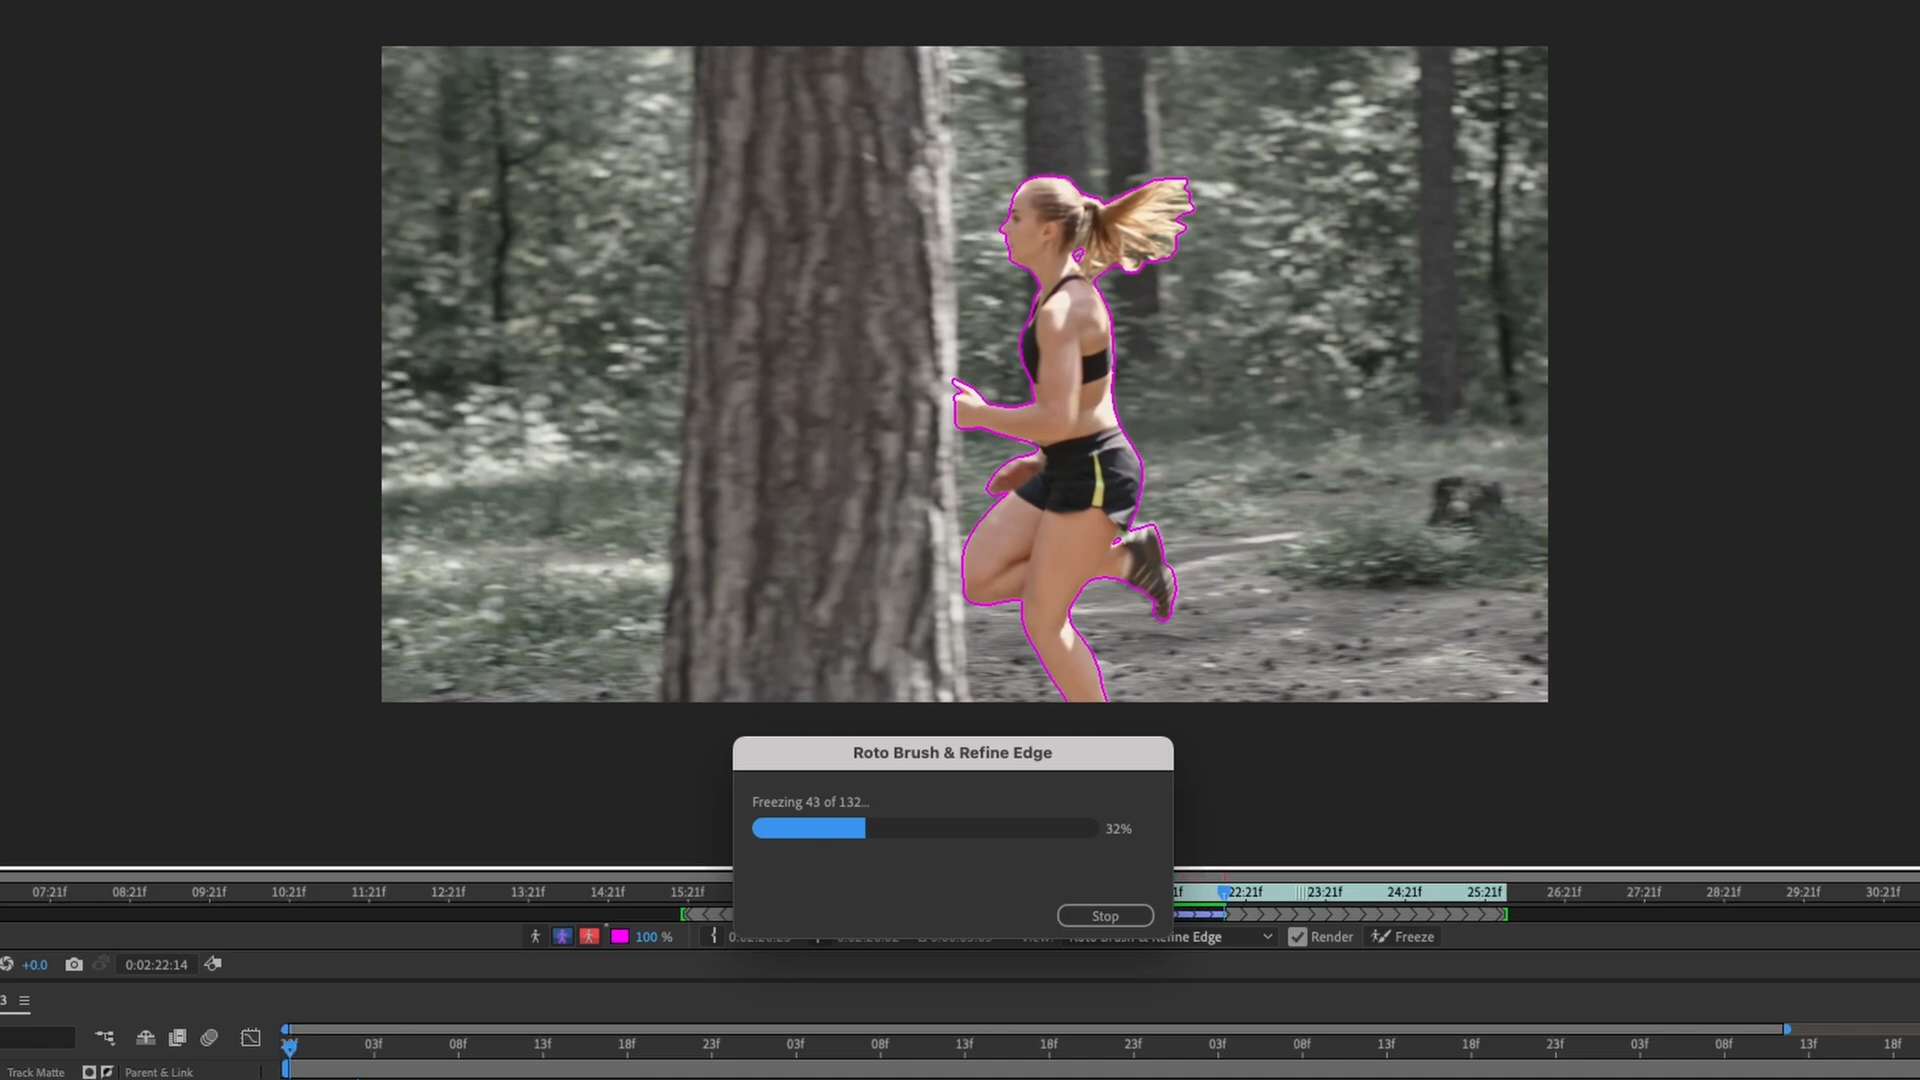 Roto Brush & Refine Edge
Freezing 43 of 132...
32%
Stop
07:21f 08:21f 09:21f 10:21f 11:21f 12:21f 13:21f 14:21f 15:21f 22:21f 23:21f 24:21f 25:21f 26:21f 27:21f 28:21f 29:21f 30:21f
100 % Refine Edge Render Freeze
+0.0 0:02:22:14
3
03f 08f 13f 18f 23f 03f 08f 13f 18f 23f 03f 08f 13f 18f 23f 03f 08f 13f 18f
Track Matte Parent & Link